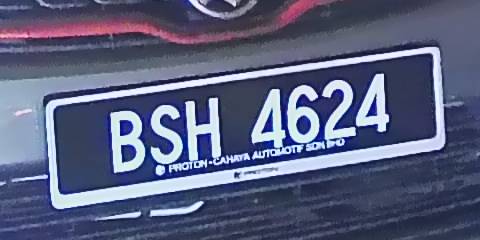 BSH 4624
PROTON - CAHAYA AUTOMOTIF SDN BHD